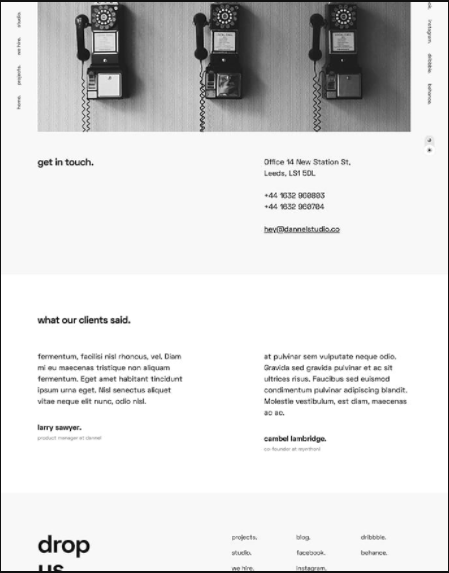 studio.
we hire.
projects.
home.
instagram.
dribbble.
behance.
get in touch.
Office 14 New Station St,
Leeds, LS1 5DL
+44 1632 960803
+44 1632 960704
hey@dannelstudio.co
what our clients said.
fermentum, facilisi nisl rhoncus, vel. Diam
mi eu maecenas tristique non aliquam
fermentum. Eget amet habitant tincidunt
ipsum urna eget. Nisl senectus aliquet
vitae neque elit nunc, odio nisl.
larry sawyer.
product manager at dannel
at pulvinar sem vulputate neque odio.
Gravida sed gravida pulvinar et ac sit
ultrices risus. Faucibus sed euismod
condimentum pulvinar adipiscing blandit.
Molestie vestibulum, est diam, maecenas
ac ac.
cambel lambridge.
co-founder at myntfront
drop
us
projects.
blog.
dribbble.
studio.
facebook.
behance.
we hire.
instagram.